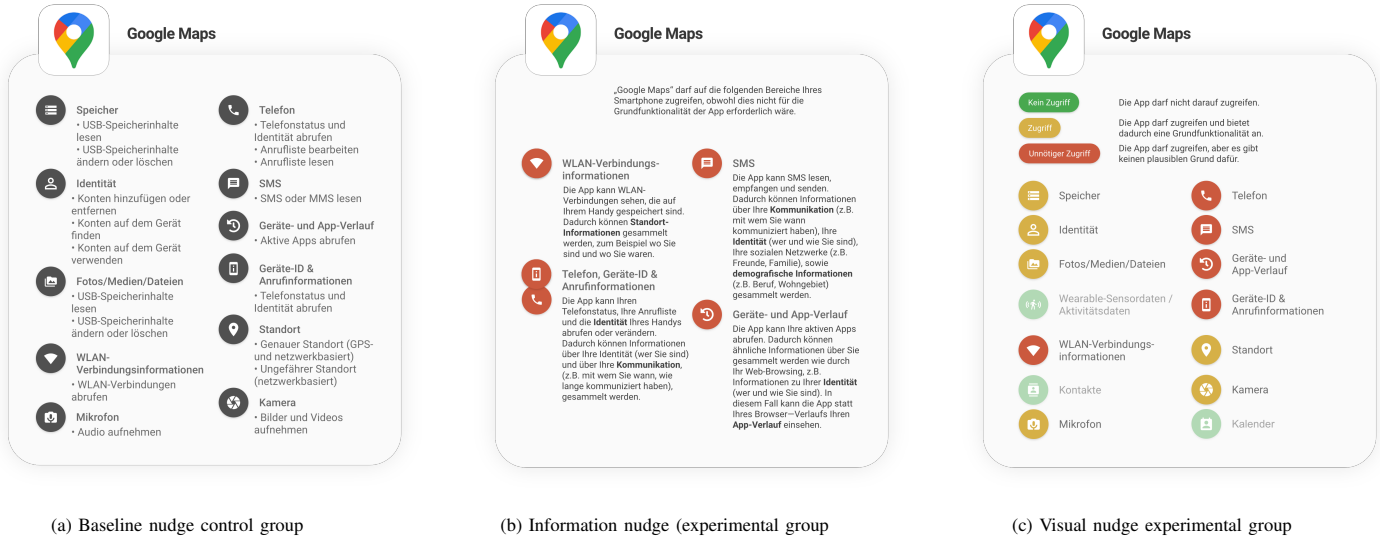 Google Maps
Speicher
• USB-Speicherinhalte
lesen
• USB-Speicherinhalte
ändern oder löschen
Identität
• Konten hinzufügen oder
entfernen
• Konten auf dem Gerät
finden
• Konten auf dem Gerät
verwenden
Fotos/Medien/Dateien
• USB-Speicherinhalte
lesen
• USB-Speicherinhalte
ändern oder löschen
WLAN-
Verbindungsinformationen
• WLAN-Verbindungen
abrufen
Mikrofon
• Audio aufnehmen
Telefon
• Telefonstatus und
Identität abrufen
• Anrufliste bearbeiten
• Anrufliste lesen
SMS
• SMS oder MMS lesen
Geräte- und App-Verlauf
• Aktive Apps abrufen
Geräte-ID &
Anrufinformationen
• Telefonstatus und
Identität abrufen
Standort
• Genauer Standort (GPS-
und netzwerkbasiert)
• Ungefährer Standort
(netzwerkbasiert)
Kamera
• Bilder und Videos
aufnehmen
(a) Baseline nudge control group
Google Maps
„Google Maps“ darf auf die folgenden Bereiche Ihres
Smartphone zugreifen, obwohl dies nicht für die
Grundfunktionalität der App erforderlich wäre.
WLAN-Verbindungs-
informationen
Die App kann WLAN-
Verbindungen sehen, die auf
Ihrem Handy gespeichert sind.
Dadurch können Standort-
Informationen gesammelt
werden, zum Beispiel wo Sie
sind und wo Sie waren.
Telefon, Geräte-ID &
Anrufinformationen
Die App kann Ihren
Telefonstatus, Ihre Anrufliste
und die Identität Ihres Handys
abrufen oder verändern.
Dadurch können Informationen
über Ihre Identität (wer Sie sind)
und über Ihre Kommunikation,
(z.B. mit wem Sie wann, wie
lange kommuniziert haben),
gesammelt werden.
SMS
Die App kann SMS lesen,
empfangen und senden.
Dadurch können Informationen
über Ihre Kommunikation (z.B.
mit wem Sie wann
kommuniziert haben), Ihre
Identität (wer und wie Sie sind),
Ihre sozialen Netzwerke (z.B.
Freunde, Familie), sowie
demografische Informationen
(z.B. Beruf, Wohngebiet)
gesammelt werden.
Geräte- und App-Verlauf
Die App kann Ihre aktiven Apps
abrufen. Dadurch können
ähnliche Informationen über Sie
gesammelt werden wie durch
Ihr Web-Browsing, z.B.
Informationen zu Ihrer Identität
(wer und wie Sie sind). In
diesem Fall kann die App statt
Ihres Browser—Verlaufs Ihren
App-Verlauf einsehen.
(b) Information nudge (experimental group
Google Maps
Kein Zugriff
Die App darf nicht darauf zugreifen.
Zugriff
Die App darf zugreifen und bietet
dadurch eine Grundfunktionalität an.
Unnötiger Zugriff
Die App darf zugreifen, aber es gibt
keinen plausiblen Grund dafür.
Speicher
Identität
Fotos/Medien/Dateien
Wearable-Sensordaten /
Aktivitätsdaten
WLAN-Verbindungs-
informationen
Kontakte
Mikrofon
Telefon
SMS
Geräte- und
App-Verlauf
Geräte-ID &
Anrufinformationen
Standort
Kamera
Kalender
(c) Visual nudge experimental group